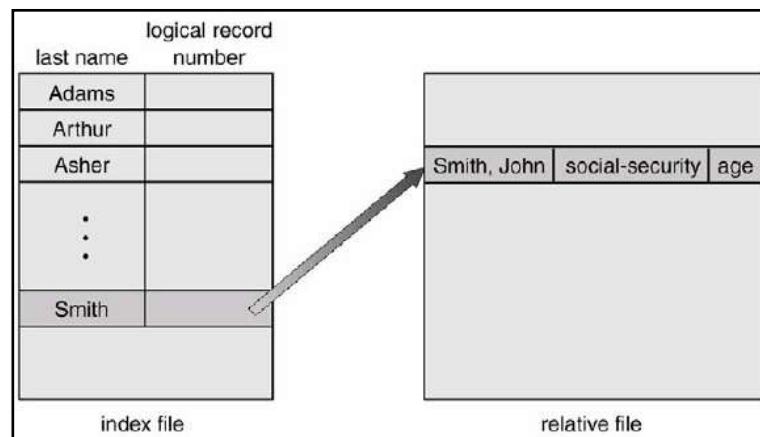 last name logical record number
Adams
Arthur
Asher
Smith
Smith, John social-security age
index file
relative file